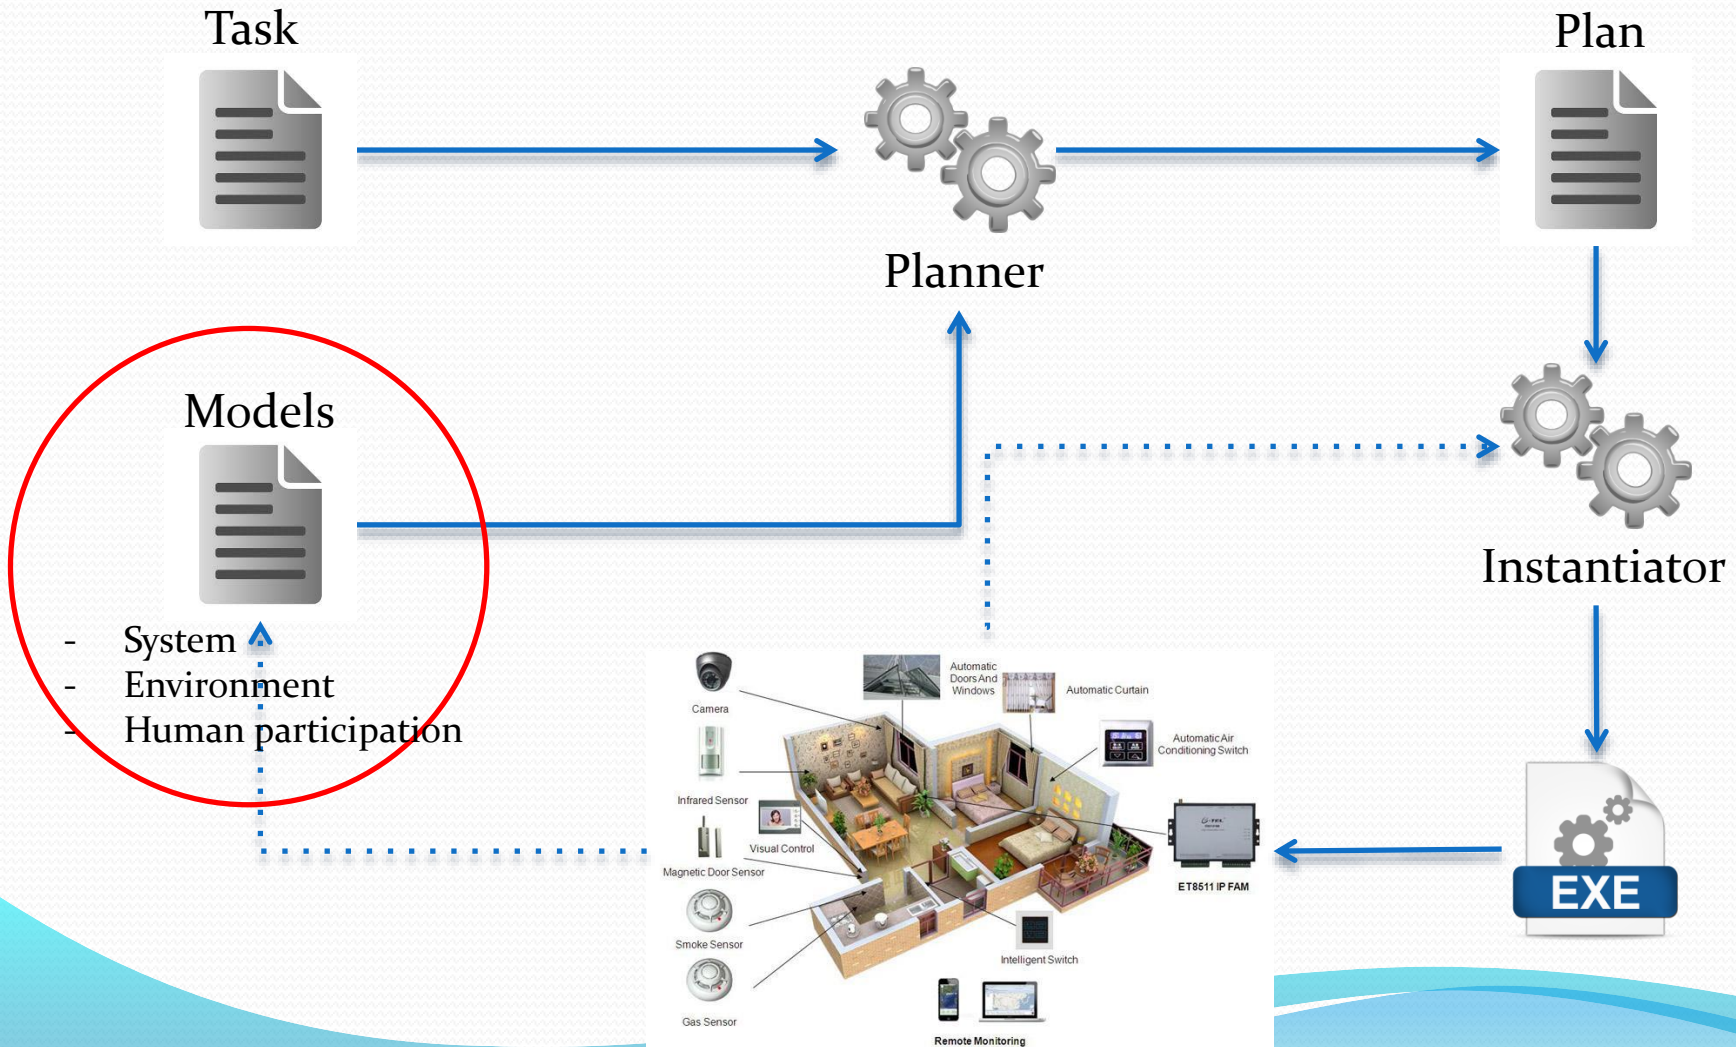 Task
Plan
Planner
Models
Instantiator
- System
- Environment
- Human participation
Automatic
Doors And
Windows
Automatic Curtain
Camera
Automatic Air
Conditioning Switch
Infrared Sensor
Visual Control
Magnetic Door Sensor
ET8511 IP FAM
EXE
Smoke Sensor
Intelligent Switch
Gas Sensor
Remote Monitoring